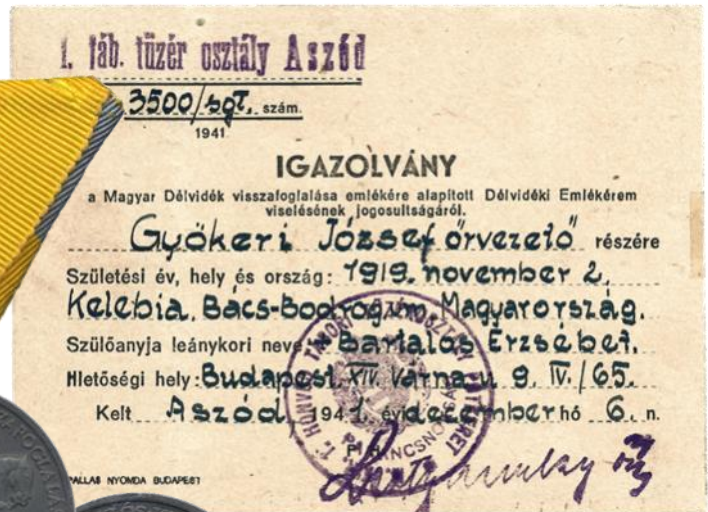 1. táb. tüzér osztály Aszód
3500/sgt. szám.
1941
IGAZOLVÁNY
a Magyar Délvidék visszafoglalása emlékére alapított Délvidéki Emlékérem
viselésének jogosultságáról.
Gyökeri József őrvezető részére
Születési év, hely és ország: 1919. november 2.
Kelebia, Bács-Bodrog vm. Magyarország.
Szülőanyja leánykori neve: Bartalos Erzsébet.
Illetőségi hely: Budapest, XIV. Várna u. 9. IV./65.
Kelt Aszód, 1941. évi december hó 6. n.
PALLAS NYOMDA BUDAPEST